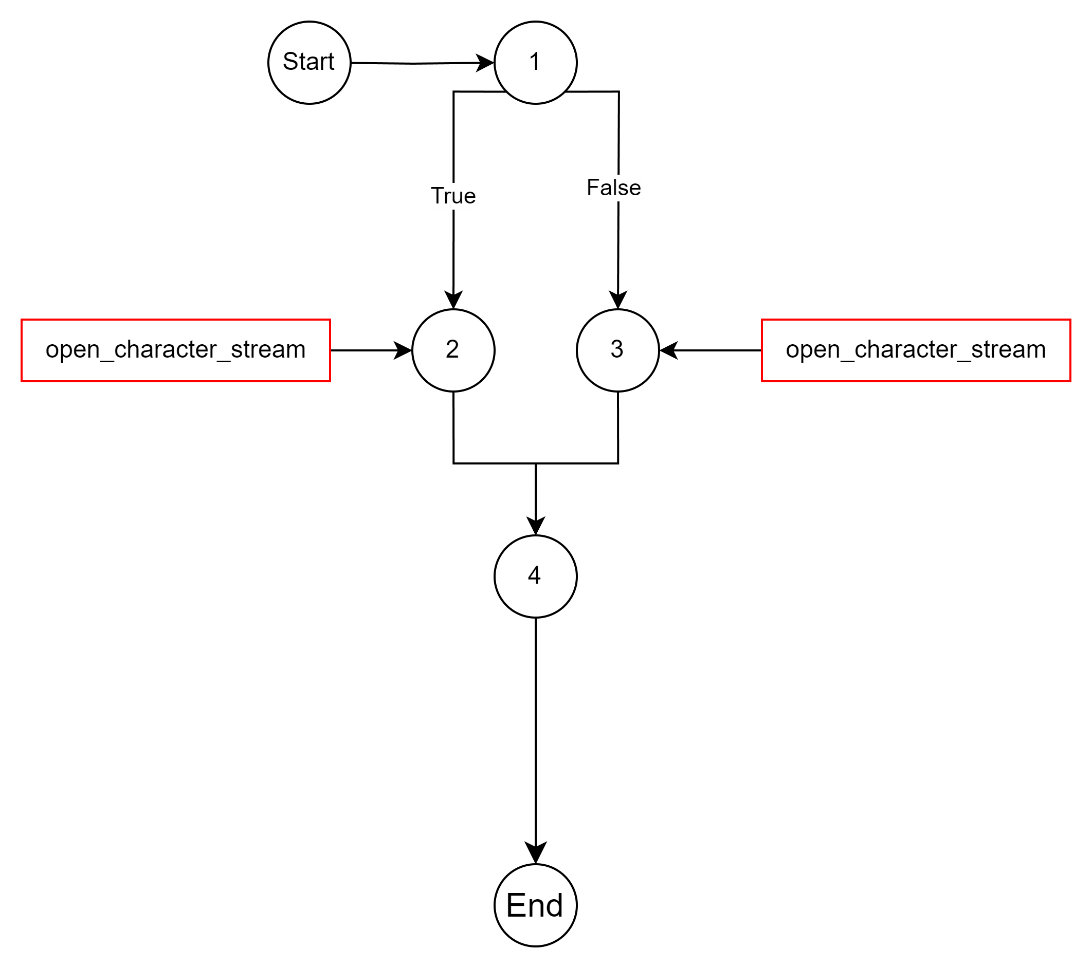 Start
1
True
False
open_character_stream
2
3
open_character_stream
4
End